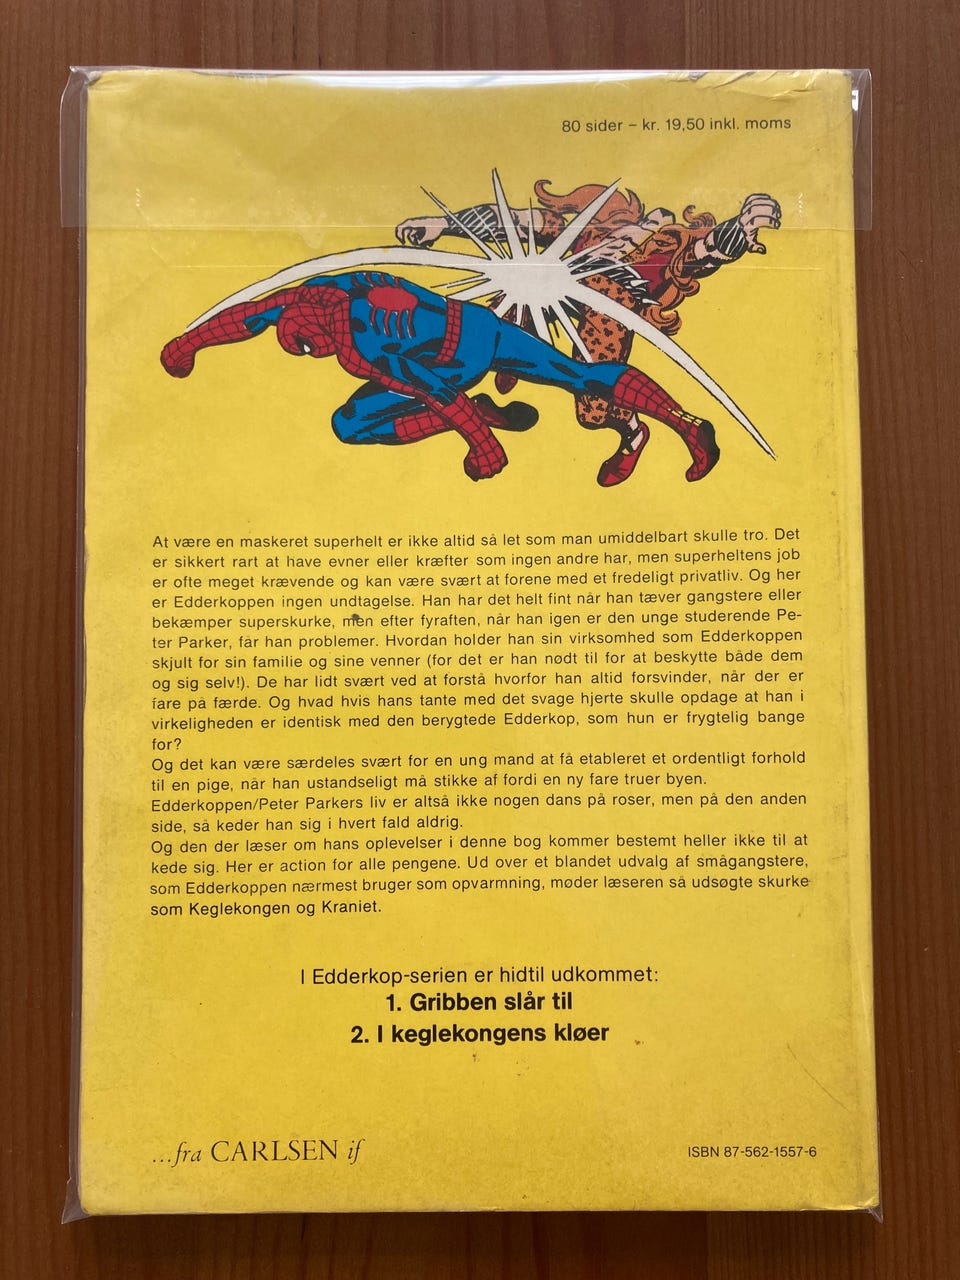 80 sider – kr. 19,50 inkl. moms
At være en maskeret superhelt er ikke altid så let som man umiddelbart skulle tro. Det
er sikkert rart at have evner eller kræfter som ingen andre har, men superheltens job
er ofte meget krævende og kan være svært at forene med et fredeligt privatliv. Og her
er Edderkoppen ingen undtagelse. Han har det helt fint når han tæver gangstere eller
bekæmper superskurke, men efter fyraften, når han igen er den unge studerende Pe-
ter Parker, får han problemer. Hvordan holder han sin virksomhed som Edderkoppen
skjult for sin familie og sine venner (for det er han nødt til for at beskytte både dem
og sig selv!). De har lidt svært ved at forstå hvorfor han altid forsvinder, når der er
fare på færde. Og hvad hvis hans tante med det svage hjerte skulle opdage at han i
virkeligheden er identisk med den berygtede Edderkop, som hun er frygtelig bange
for?
Og det kan være særdeles svært for en ung mand at få etableret et ordentligt forhold
til en pige, når han ustandseligt må stikke af fordi en ny fare truer byen.
Edderkoppen/Peter Parkers liv er altså ikke nogen dans på roser, men på den anden
side, så keder han sig i hvert fald aldrig.
Og den der læser om hans oplevelser i denne bog kommer bestemt heller ikke til at
kede sig. Her er action for alle pengene. Ud over et blandet udvalg af smågangstere,
som Edderkoppen nærmest bruger som opvarmning, møder læseren så udsøgte skurke
som Keglekongen og Kraniet.
I Edderkop-serien er hidtil udkommet:
1. Gribben slår til
2. I keglekongens kløer
...fra CARLSEN if
ISBN 87-562-1557-6